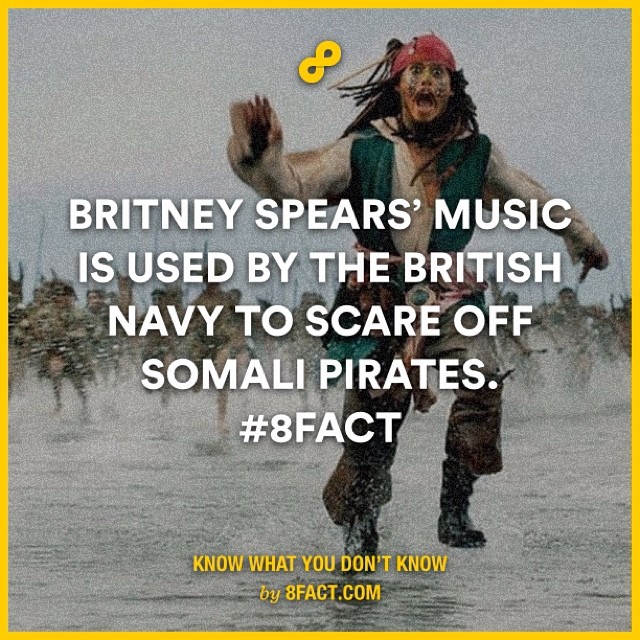 BRITNEY SPEARS’ MUSIC
IS USED BY THE BRITISH
NAVY TO SCARE OFF
SOMALI PIRATES.
#8FACT
KNOW WHAT YOU DON’T KNOW
by 8FACT.COM